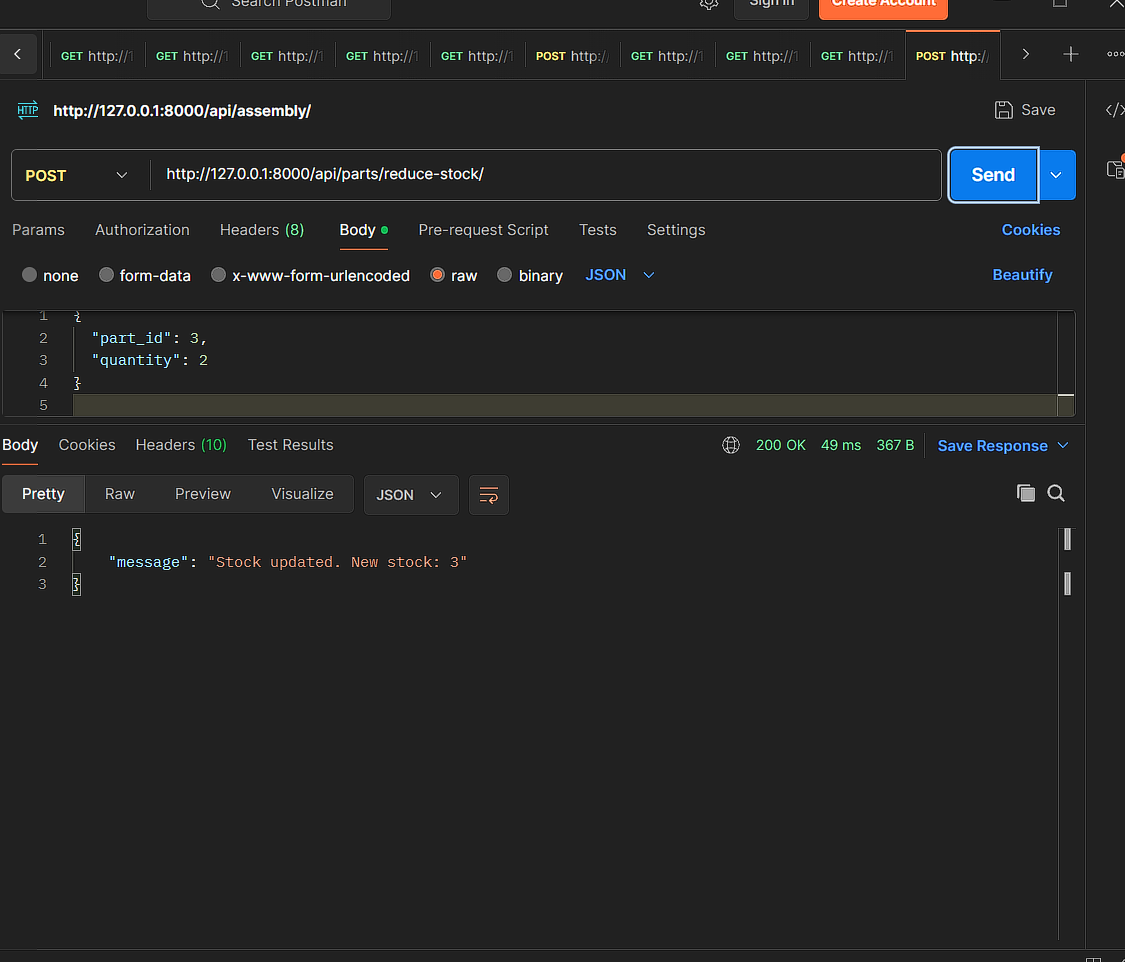 Search Postman Sign In Create Account
GET http://1 GET http://1 GET http://1 GET http://1 GET http://1 POST http:/ GET http://1 GET http://1 GET http://1 POST http:/
HTTP http://127.0.0.1:8000/api/assembly/ Save </>
POST http://127.0.0.1:8000/api/parts/reduce-stock/ Send
Params Authorization Headers (8) Body Pre-request Script Tests Settings Cookies
none form-data x-www-form-urlencoded raw binary JSON Beautify
1 {
2 "part_id": 3,
3 "quantity": 2
4 }
5
Body Cookies Headers (10) Test Results 200 OK 49 ms 367 B Save Response
Pretty Raw Preview Visualize JSON
1 {
2 "message": "Stock updated. New stock: 3"
3 }